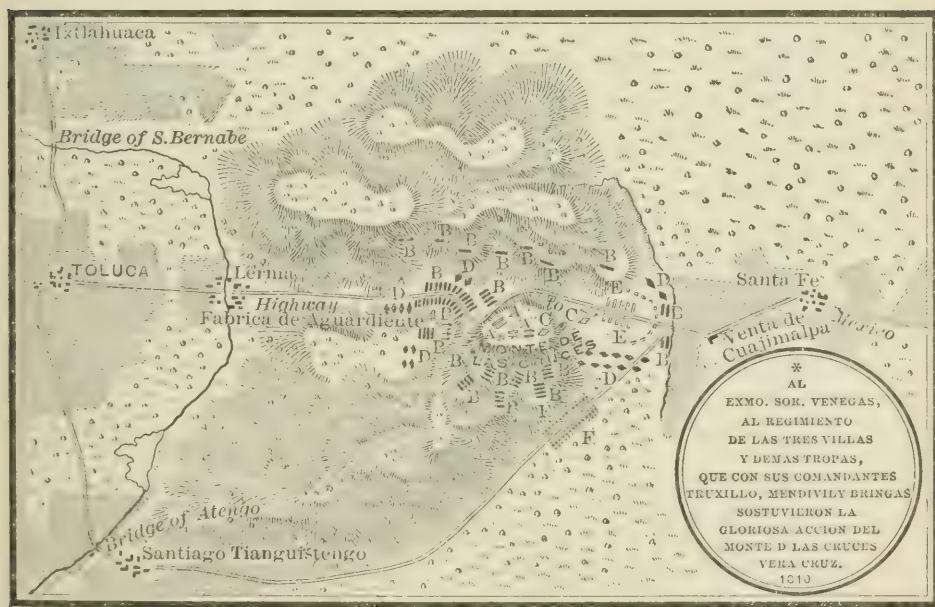 Ixtlahuaca
Bridge of S. Bernabe
TOLUCA
Lerma
Highway
Fabrica de Aguardiente
Santa Fe
Mexico
Venta de
Cuajimalpa
B
B
D
B
B
B
B
D
D
B
B
E
D
A
A
C
C
D
E
B
MONTE D
LAS CRUCES
D
B
D
B
B
F
Bridge of Atengo
Santiago Tianguistengo
*
AL
EXMO. SOR. VENEGAS,
AL REGIMIENTO
DE LAS TRES VILLAS
Y DEMAS TROPAS,
QUE CON SUS COMANDANTES
TRUXILLO, MENDIVIL Y BRINGAS
SOSTUVIERON LA
GLORIOSA ACCION DEL
MONTE D LAS CRUCES
VERA CRUZ.
1810